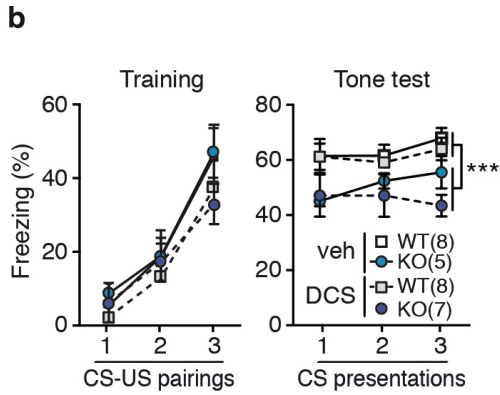 b
Training
Freezing (%)
60
40
20
0
1 2 3
CS-US pairings
Tone test
80
60
40
20
0
1 2 3
CS presentations
***
veh
WT(8)
KO(5)
DCS
WT(8)
KO(7)